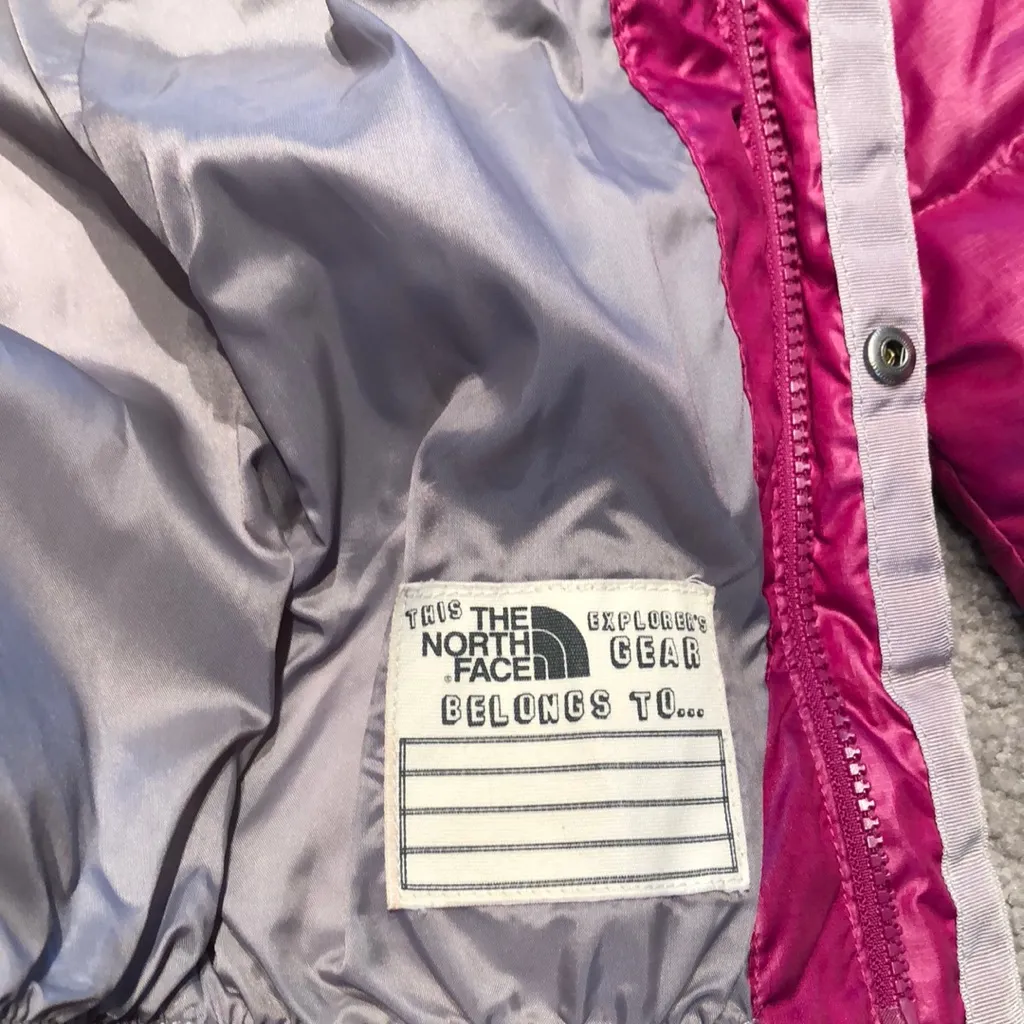 THIS THE NORTH FACE EXPLORER'S GEAR
BELONGS TO...